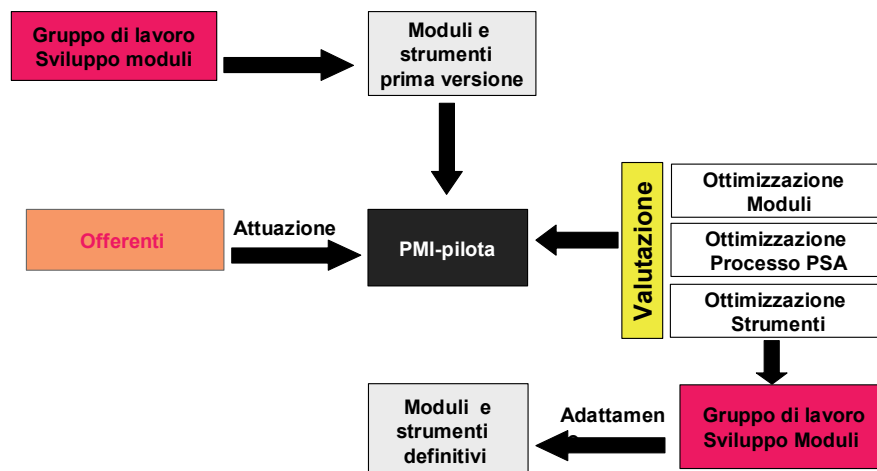 Gruppo di lavoro
Sviluppo moduli
Moduli e
strumenti
prima versione
Offerenti
Attuazione
PMI-pilota
Valutazione
Ottimizzazione
Moduli
Ottimizzazione
Processo PSA
Ottimizzazione
Strumenti
Moduli e
strumenti
definitivi
Adattamen
Gruppo di lavoro
Sviluppo Moduli